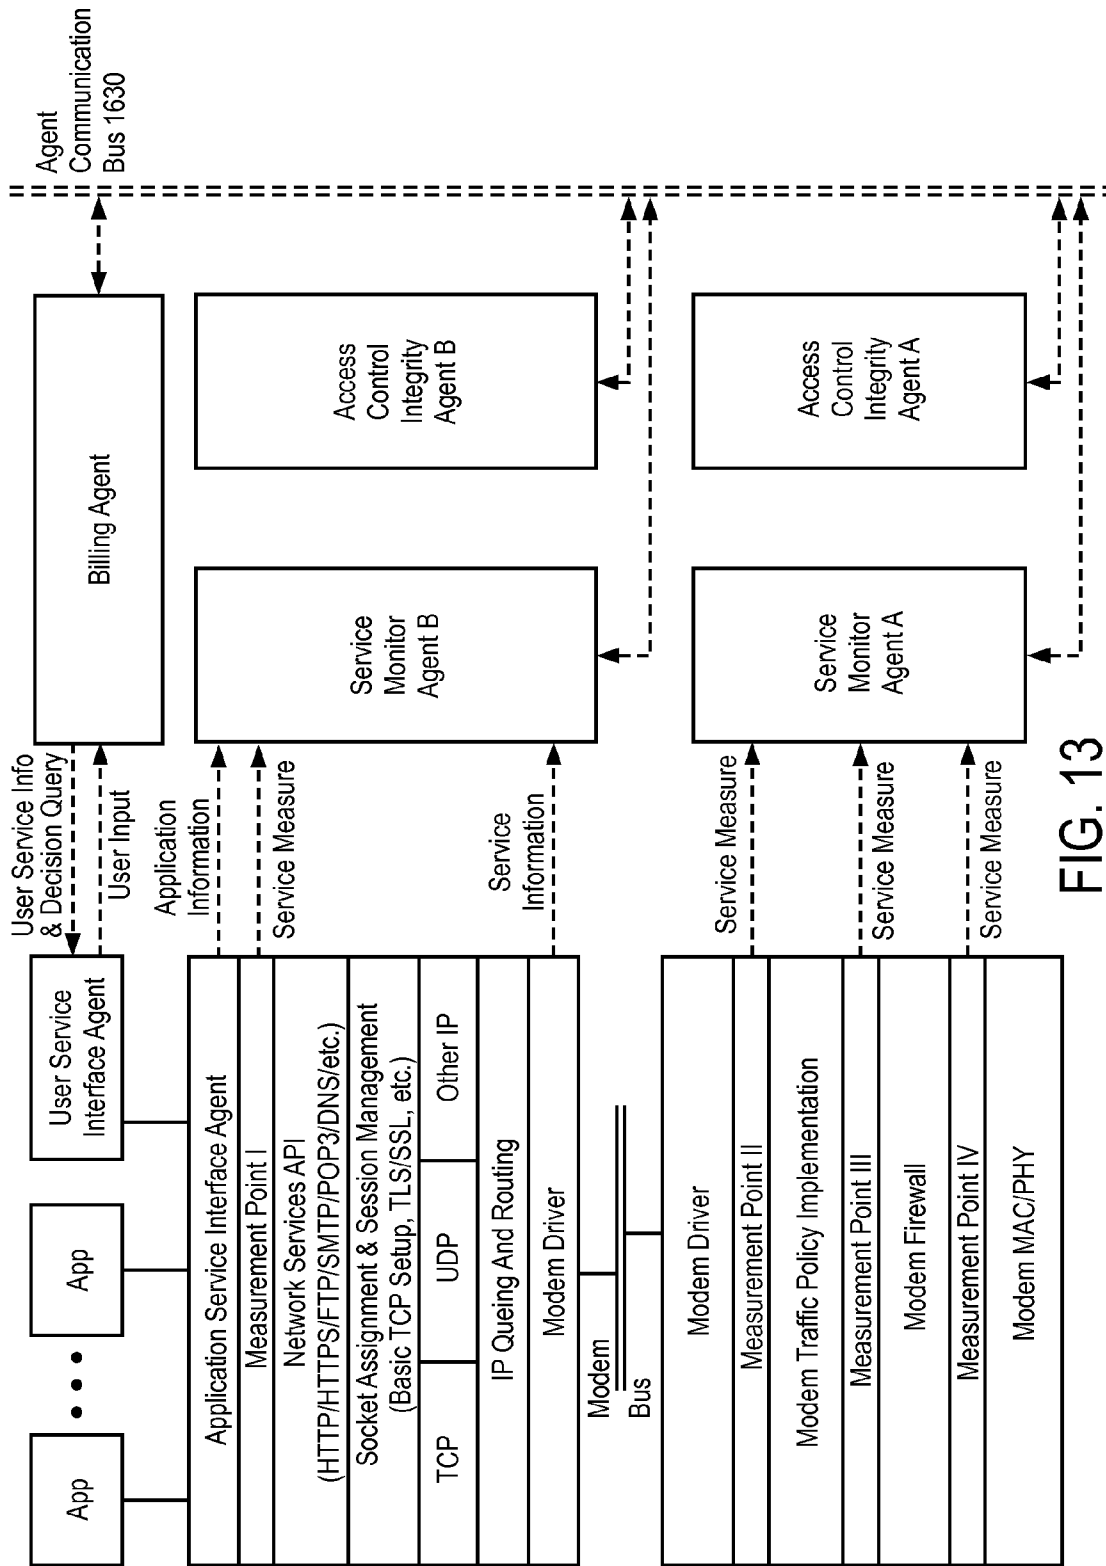 App
App
User Service
Interface Agent
User Service Info
& Decision Query
User Input
Billing Agent
Agent
Communication
Bus 1630
Application Service Interface Agent
Measurement Point I
Network Services API
(HTTP/HTTPS/FTP/SMTP/POP3/DNS/etc.)
Socket Assignment & Session Management
(Basic TCP Setup, TLS/SSL, etc.)
TCP
UDP
Other IP
IP Queing And Routing
Modem Driver
Application
Information
Service Measure
Service
Information
Service
Monitor
Agent B
Access
Control
Integrity
Agent B
Modem
Bus
Modem Driver
Measurement Point II
Modem Traffic Policy Implementation
Measurement Point III
Modem Firewall
Measurement Point IV
Modem MAC/PHY
Service Measure
Service Measure
Service Measure
Service
Monitor
Agent A
Access
Control
Integrity
Agent A
FIG. 13